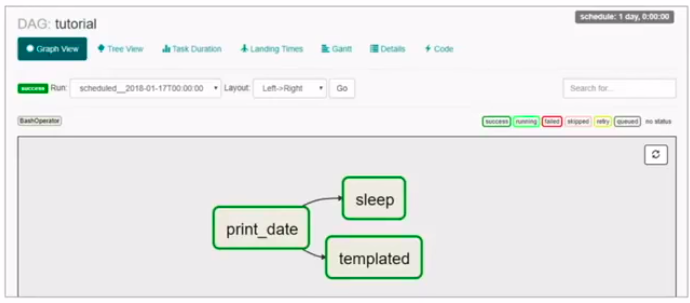 DAG: tutorial
schedule: 1 day, 0:00:00
Graph View Tree View Task Duration Landing Times Gantt Details Code
success Run: scheduled__2018-01-17T00:00:00 Layout: Left->Right Go Search for...
BashOperator success running failed skipped retry queued no status
sleep
print_date
templated